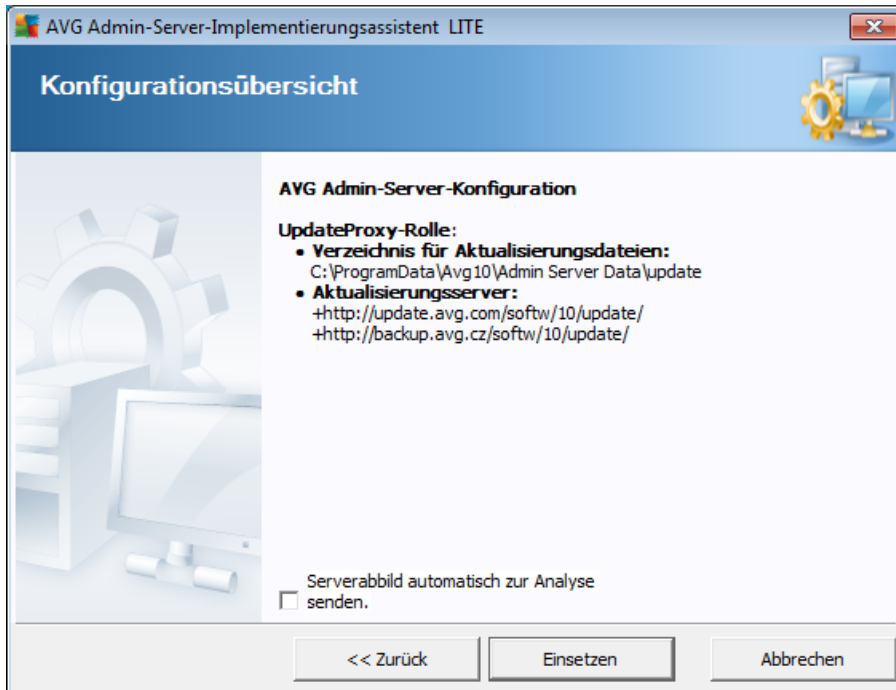 AVG Admin-Server-Implementierungsassistent LITE
Konfigurationsübersicht
AVG Admin-Server-Konfiguration
UpdateProxy-Rolle:
• Verzeichnis für Aktualisierungsdateien:
C:\ProgramData\Avg10\Admin Server Data\update
• Aktualisierungsserver:
+http://update.avg.com/softw/10/update/
+http://backup.avg.cz/softw/10/update/
Serverabbild automatisch zur Analyse
senden.
<< Zurück
Einsetzen
Abbrechen